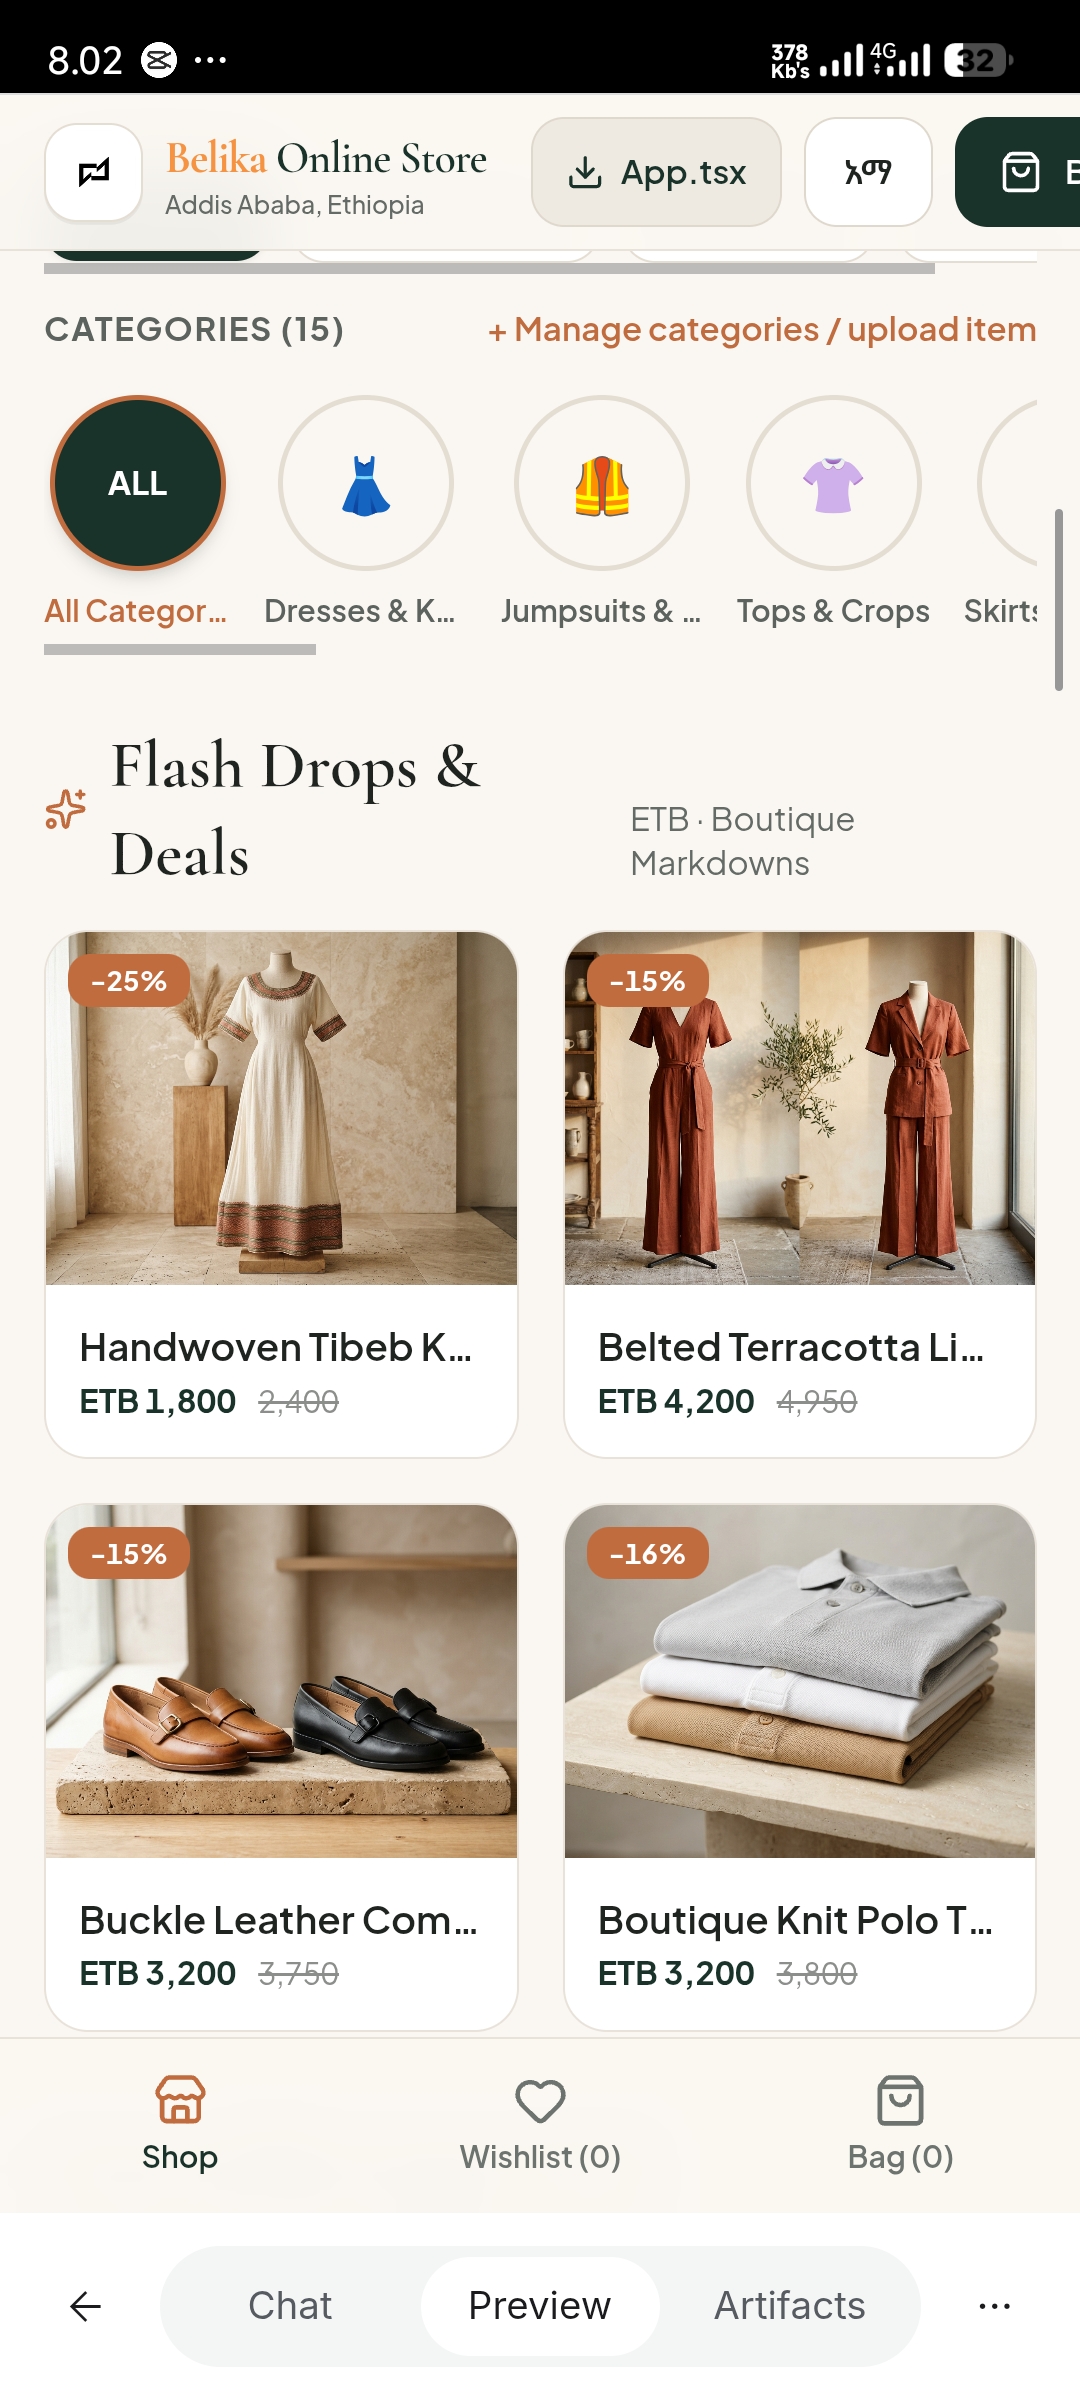 8.02
378
Kb's
4G
32
Belika Online Store
Addis Ababa, Ethiopia
App.tsx
አማ
CATEGORIES (15)
+ Manage categories / upload item
ALL
All Categor...
Dresses & K...
Jumpsuits & ...
Tops & Crops
Skirts
Flash Drops &
Deals
ETB · Boutique
Markdowns
-25%
-15%
Handwoven Tibeb K...
ETB 1,800 2,400
Belted Terracotta Li...
ETB 4,200 4,950
-15%
-16%
Buckle Leather Com...
ETB 3,200 3,750
Boutique Knit Polo T...
ETB 3,200 3,800
Shop
Wishlist (0)
Bag (0)
Chat
Preview
Artifacts